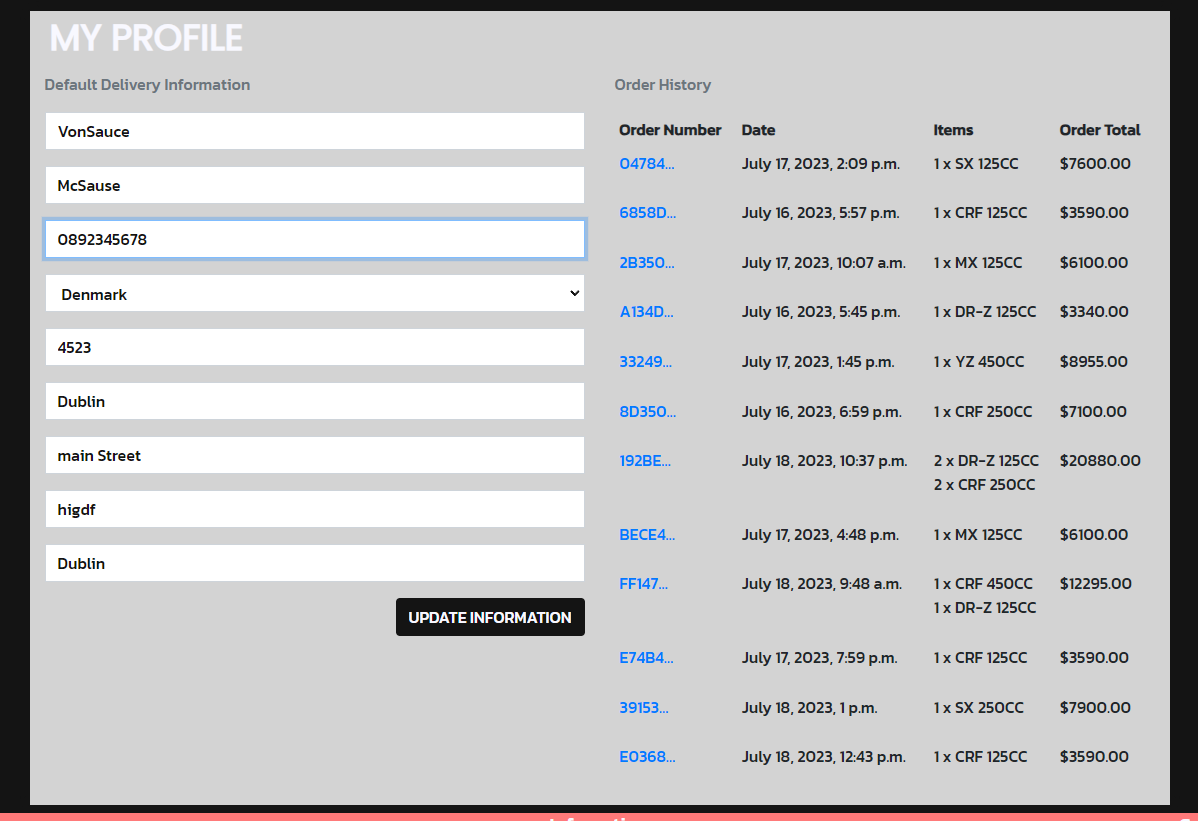 MY PROFILE
Default Delivery Information
VonSauce
McSause
0892345678
Denmark
4523
Dublin
main Street
higdf
Dublin
UPDATE INFORMATION
Order History
Order Number Date Items Order Total
04784... July 17, 2023, 2:09 p.m. 1 x SX 125CC $7600.00
6858D... July 16, 2023, 5:57 p.m. 1 x CRF 125CC $3590.00
2B350... July 17, 2023, 10:07 a.m. 1 x MX 125CC $6100.00
A134D... July 16, 2023, 5:45 p.m. 1 x DR-Z 125CC $3340.00
33249... July 17, 2023, 1:45 p.m. 1 x YZ 450CC $8955.00
8D350... July 16, 2023, 6:59 p.m. 1 x CRF 250CC $7100.00
192BE... July 18, 2023, 10:37 p.m. 2 x DR-Z 125CC $20880.00
2 x CRF 250CC
BECE4... July 17, 2023, 4:48 p.m. 1 x MX 125CC $6100.00
FF147... July 18, 2023, 9:48 a.m. 1 x CRF 450CC $12295.00
1 x DR-Z 125CC
E74B4... July 17, 2023, 7:59 p.m. 1 x CRF 125CC $3590.00
39153... July 18, 2023, 1 p.m. 1 x SX 250CC $7900.00
E0368... July 18, 2023, 12:43 p.m. 1 x CRF 125CC $3590.00